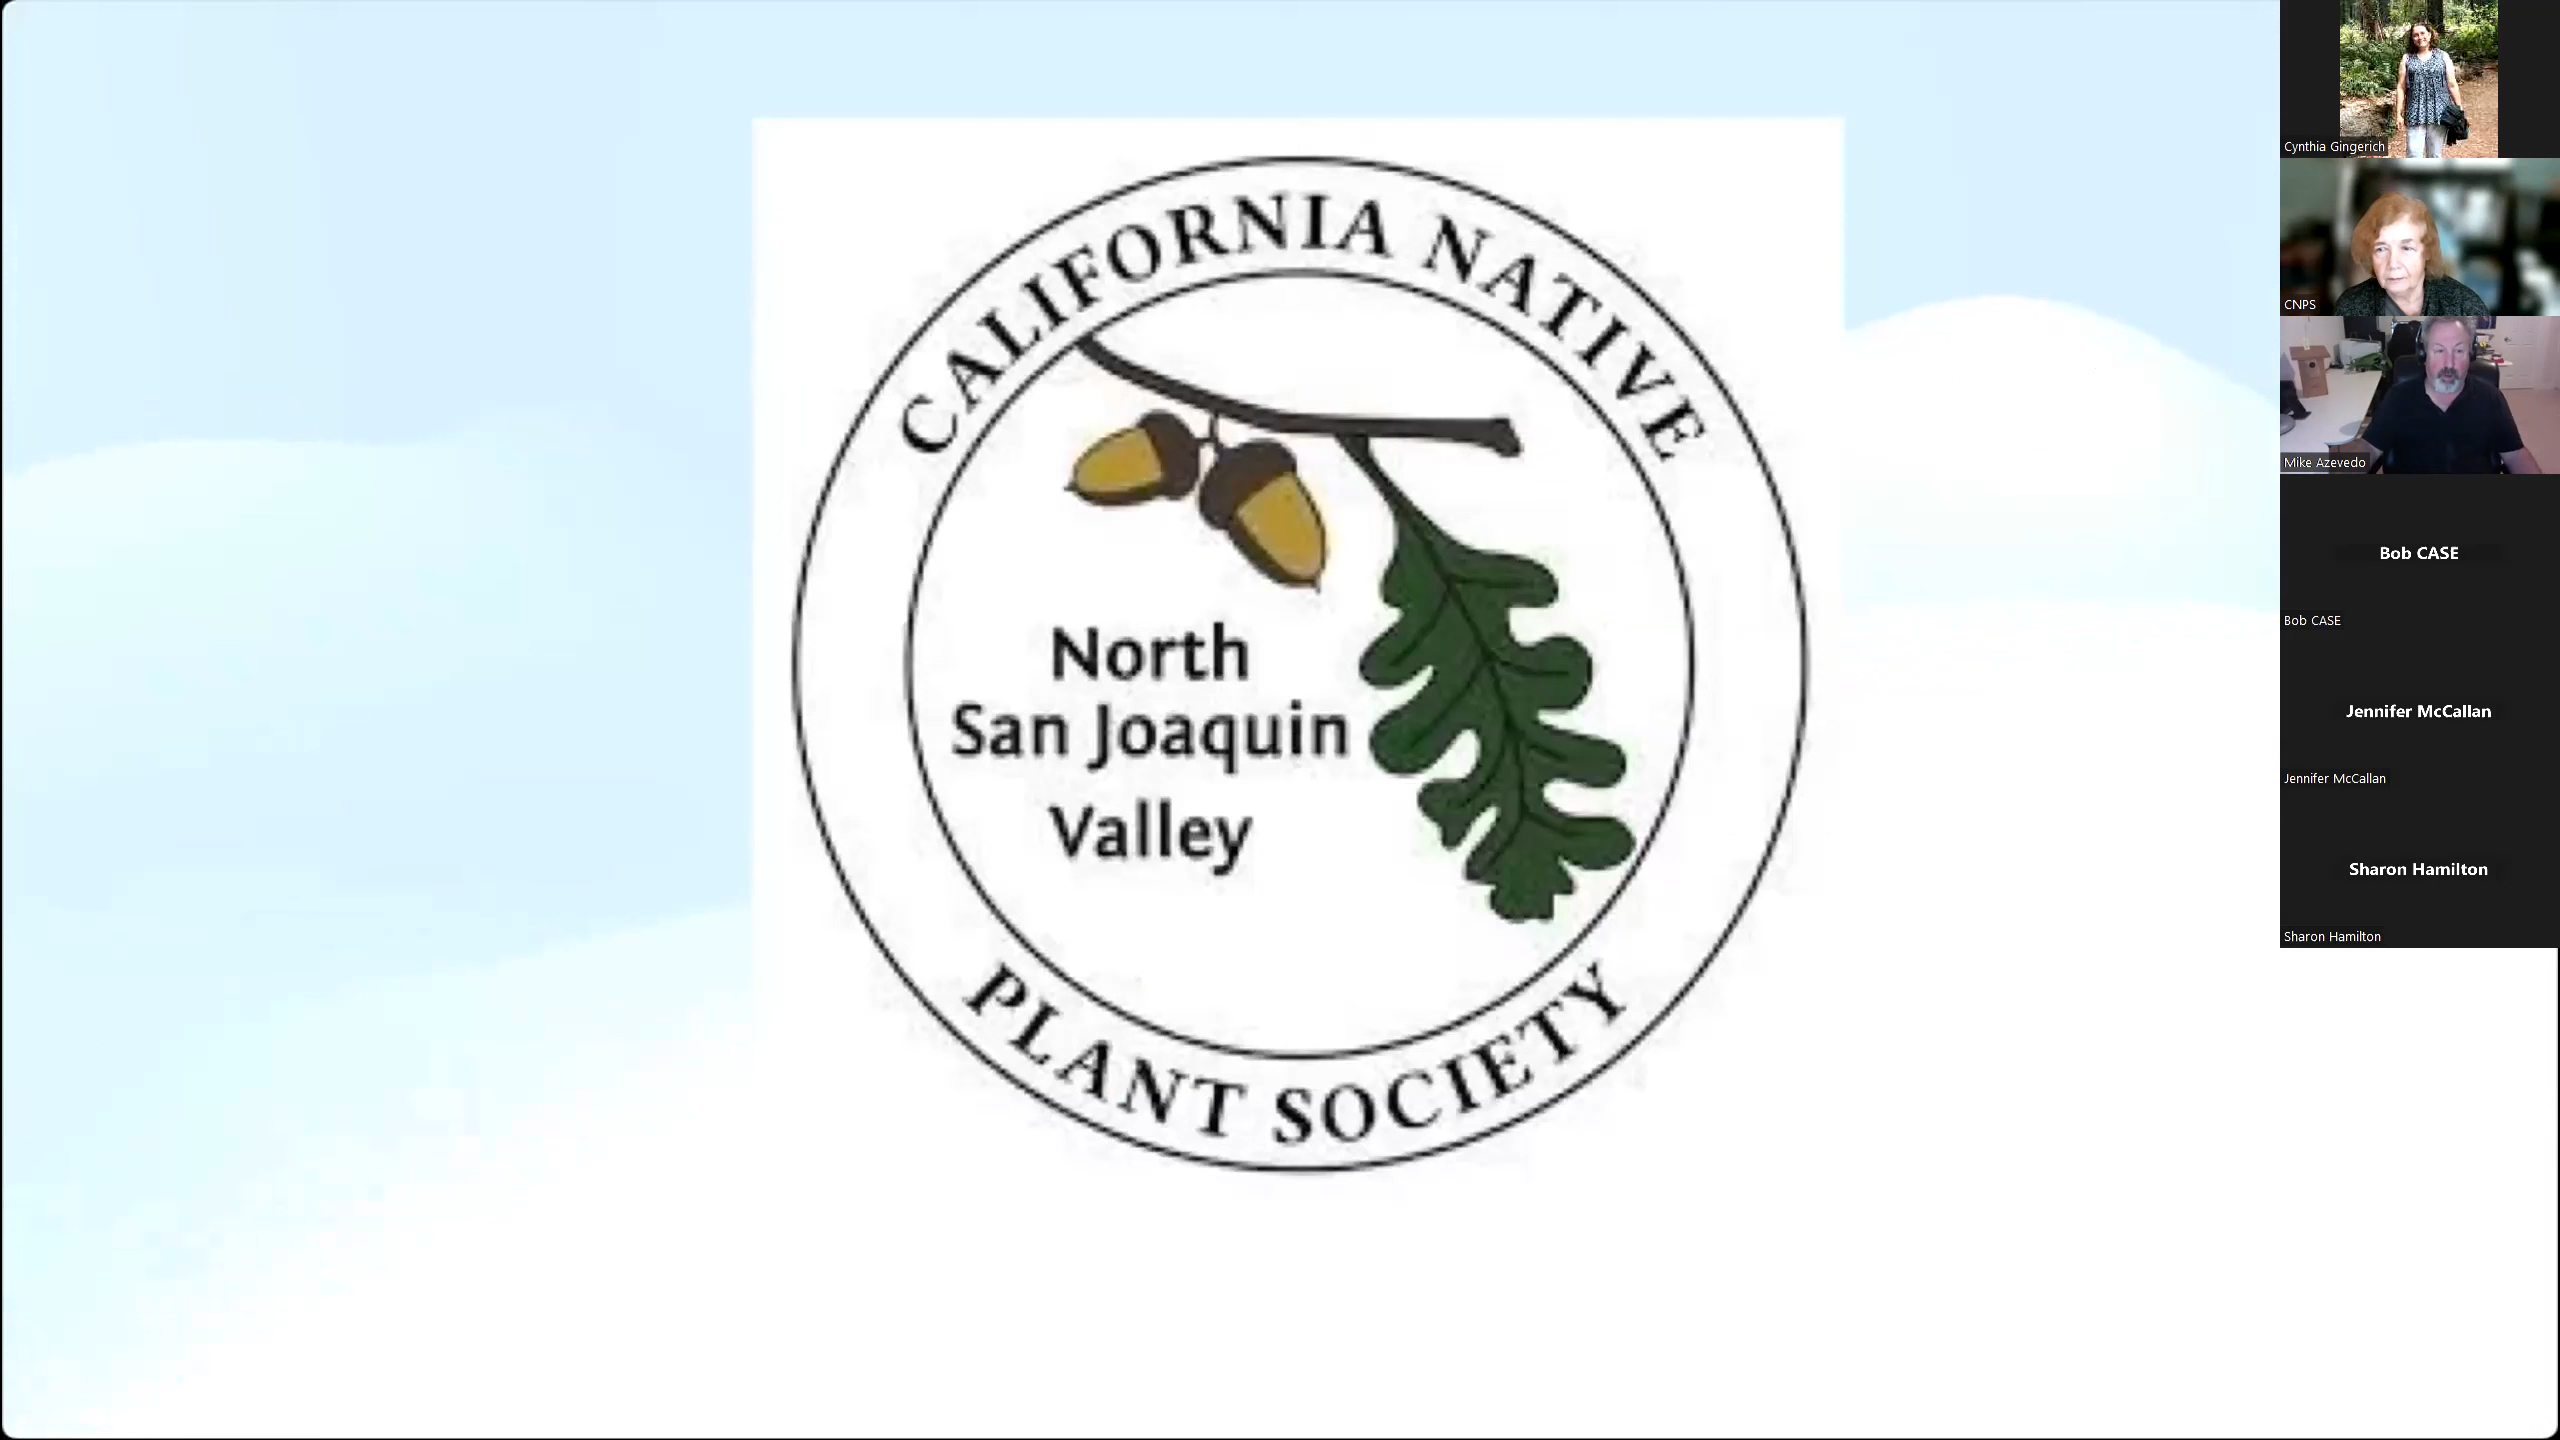 CALIFORNIA NATIVE
North
San Joaquin
Valley
PLANT SOCIETY
Cynthia Gingerich
CNPS
Mike Azevedo
Bob CASE
Bob CASE
Jennifer McCallan
Jennifer McCallan
Sharon Hamilton
Sharon Hamilton